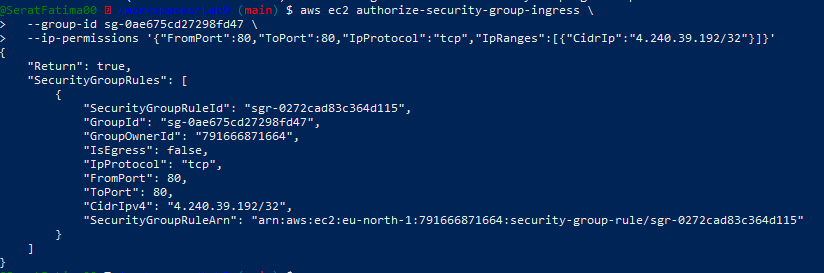 @SeratFatima00 (main) $ aws ec2 authorize-security-group-ingress \
>   --group-id sg-0ae675cd27298fd47 \
>   --ip-permissions '{"FromPort":80,"ToPort":80,"IpProtocol":"tcp","IpRanges":[{"CidrIp":"4.240.39.192/32"}]}'
{
    "Return": true,
    "SecurityGroupRules": [
        {
            "SecurityGroupRuleId": "sgr-0272cad83c364d115",
            "GroupId": "sg-0ae675cd27298fd47",
            "GroupOwnerId": "791666871664",
            "IsEgress": false,
            "IpProtocol": "tcp",
            "FromPort": 80,
            "ToPort": 80,
            "CidrIpv4": "4.240.39.192/32",
            "SecurityGroupRuleArn": "arn:aws:ec2:eu-north-1:791666871664:security-group-rule/sgr-0272cad83c364d115"
        }
    ]
}